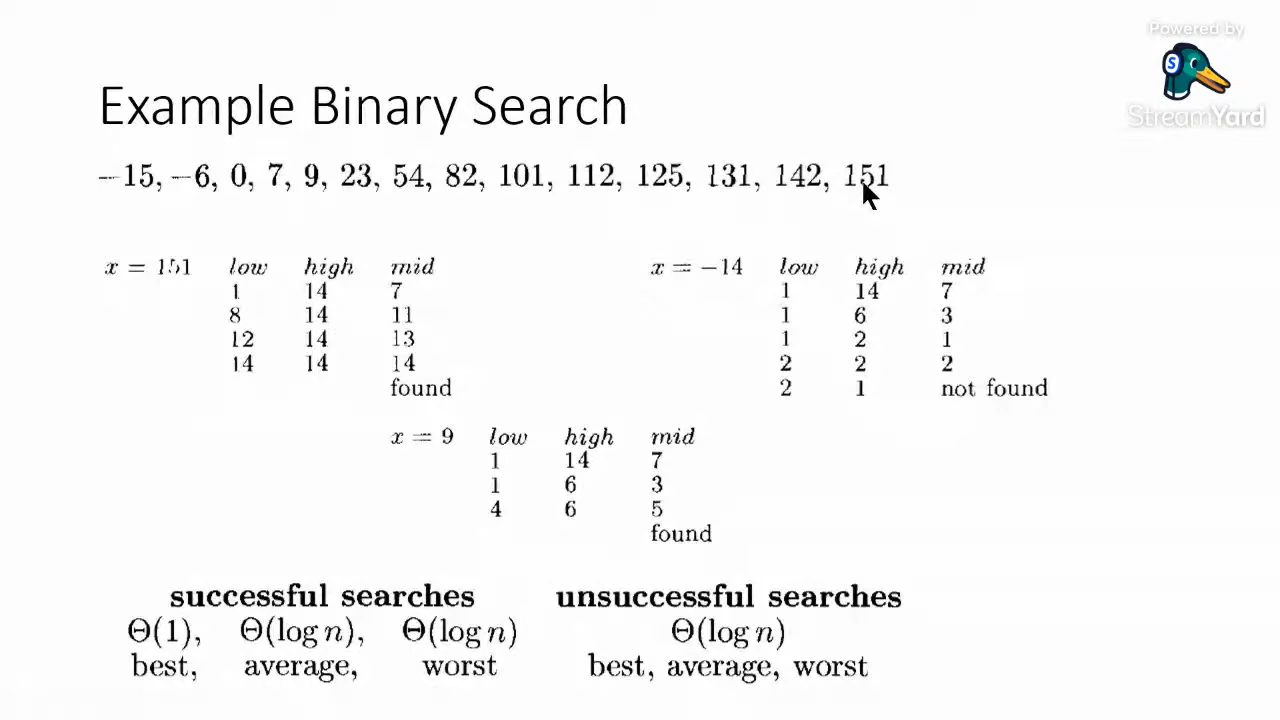 Powered by
StreamYard
Example Binary Search
−15, −6, 0, 7, 9, 23, 54, 82, 101, 112, 125, 131, 142, 151
x = 151 low high mid
1 14 7
8 14 11
12 14 13
14 14 14
found
x = −14 low high mid
1 14 7
1 6 3
1 2 1
2 2 2
2 1 not found
x = 9 low high mid
1 14 7
1 6 3
4 6 5
found
successful searches
Θ(1), Θ(log n), Θ(log n)
best, average, worst
unsuccessful searches
Θ(log n)
best, average, worst